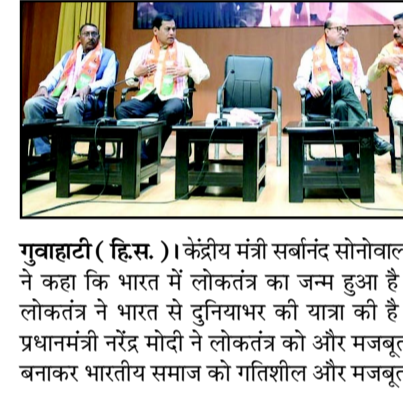 गुवाहाटी ( हि.स. )। केंद्रीय मंत्री सर्बानंद सोनोवाल
ने कहा कि भारत में लोकतंत्र का जन्म हुआ है
लोकतंत्र ने भारत से दुनियाभर की यात्रा की है
प्रधानमंत्री नरेंद्र मोदी ने लोकतंत्र को और मजबूत
बनाकर भारतीय समाज को गतिशील और मजबूत